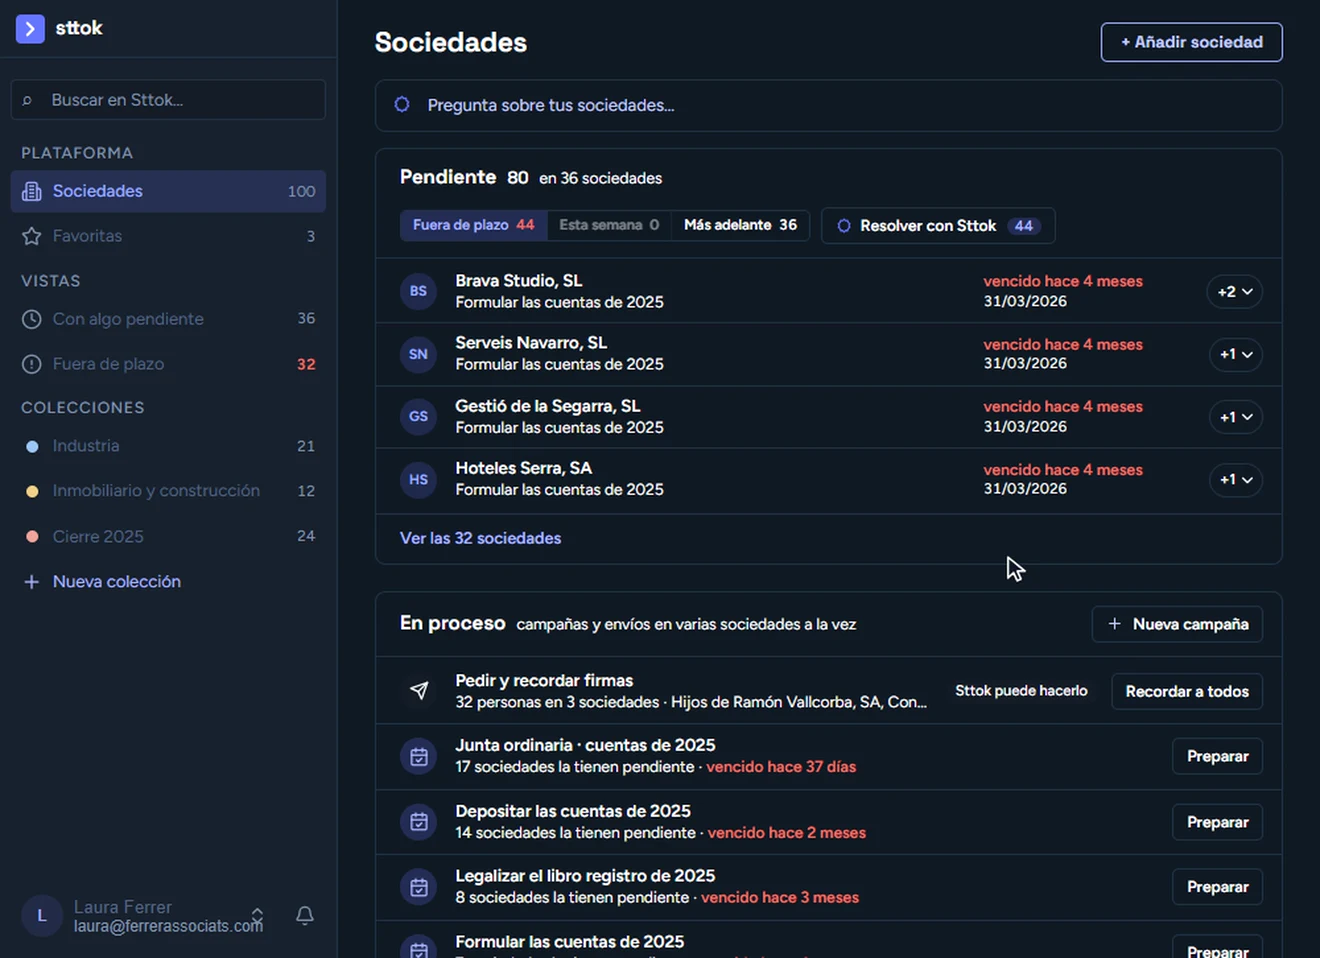 sttok
Buscar en Sttok...
PLATAFORMA
Sociedades 100
Favoritas 3
VISTAS
Con algo pendiente 36
Fuera de plazo 32
COLECCIONES
Industria 21
Inmobiliario y construcción 12
Cierre 2025 24
+ Nueva colección
L
Laura Ferrer
laura@ferrerassociats.com
Sociedades
+ Añadir sociedad
Pregunta sobre tus sociedades...
Pendiente 80 en 36 sociedades
Fuera de plazo 44 Esta semana 0 Más adelante 36 Resolver con Sttok 44
BS Brava Studio, SL vencido hace 4 meses +2
Formular las cuentas de 2025 31/03/2026
SN Serveis Navarro, SL vencido hace 4 meses +1
Formular las cuentas de 2025 31/03/2026
GS Gestió de la Segarra, SL vencido hace 4 meses +1
Formular las cuentas de 2025 31/03/2026
HS Hoteles Serra, SA vencido hace 4 meses +1
Formular las cuentas de 2025 31/03/2026
Ver las 32 sociedades
En proceso campañas y envíos en varias sociedades a la vez + Nueva campaña
Pedir y recordar firmas
32 personas en 3 sociedades · Hijos de Ramón Vallcorba, SA, Con... Sttok puede hacerlo Recordar a todos
Junta ordinaria · cuentas de 2025
17 sociedades la tienen pendiente · vencido hace 37 días Preparar
Depositar las cuentas de 2025
14 sociedades la tienen pendiente · vencido hace 2 meses Preparar
Legalizar el libro registro de 2025
8 sociedades la tienen pendiente · vencido hace 3 meses Preparar
Formular las cuentas de 2025
Preparar